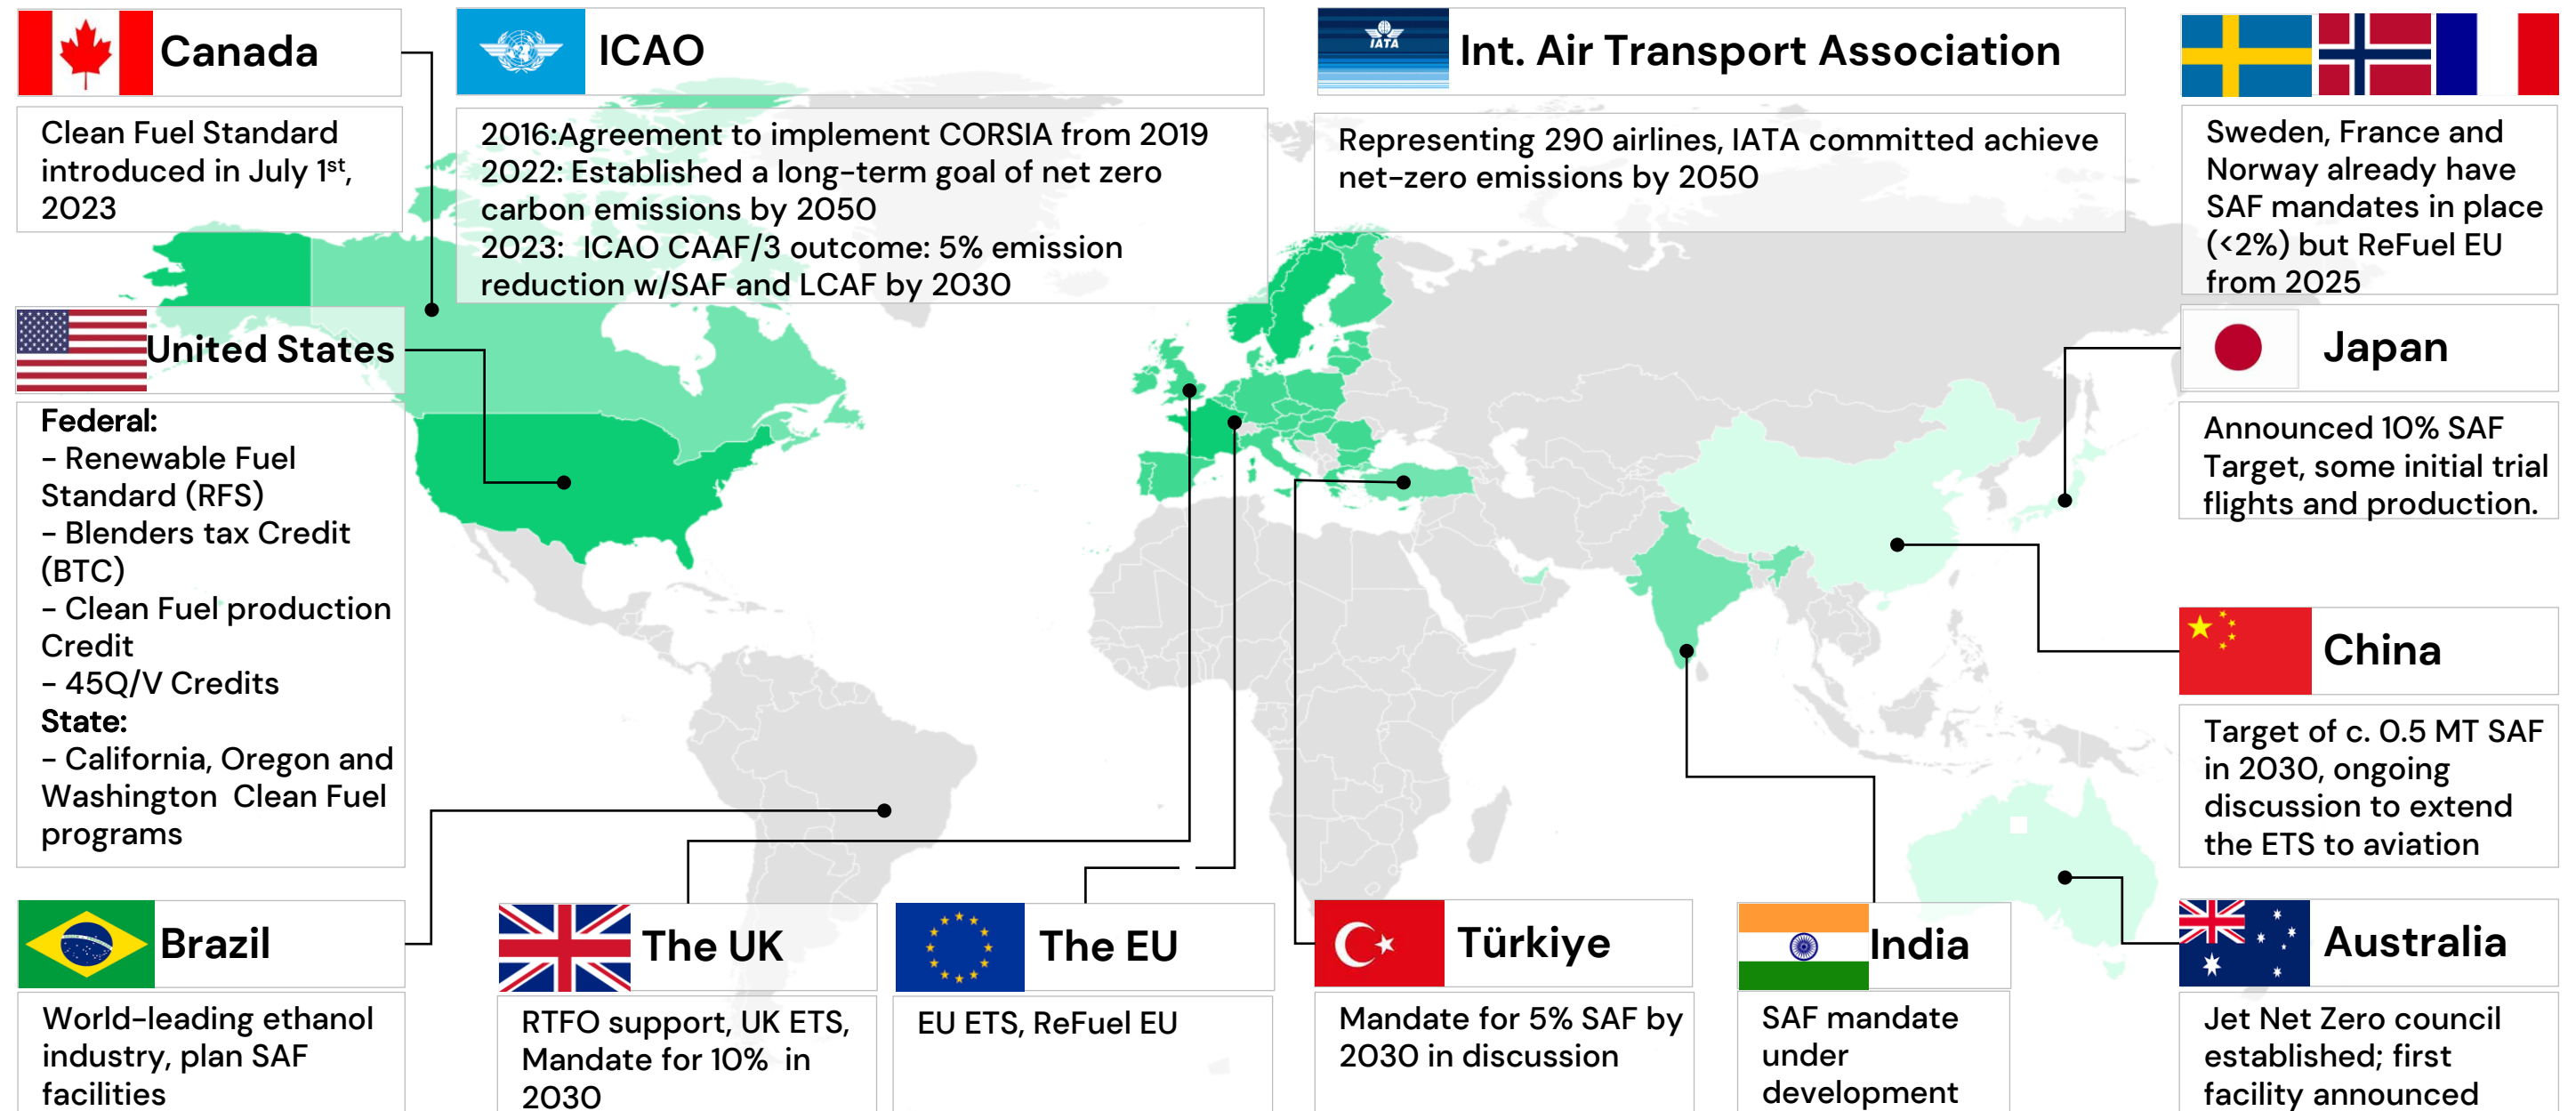 Canada
Clean Fuel Standard
introduced in July 1st,
2023
ICAO
2016:Agreement to implement CORSIA from 2019
2022: Established a long-term goal of net zero
carbon emissions by 2050
2023:  ICAO CAAF/3 outcome: 5% emission
reduction w/SAF and LCAF by 2030
IATA
Int. Air Transport Association
Representing 290 airlines, IATA committed achieve
net-zero emissions by 2050
Sweden, France and
Norway already have
SAF mandates in place
(<2%) but ReFuel EU
from 2025
United States
Federal:
- Renewable Fuel
Standard (RFS)
- Blenders tax Credit
(BTC)
- Clean Fuel production
Credit
- 45Q/V Credits
State:
- California, Oregon and
Washington  Clean Fuel
programs
Japan
Announced 10% SAF
Target, some initial trial
flights and production.
China
Target of c. 0.5 MT SAF
in 2030, ongoing
discussion to extend
the ETS to aviation
Brazil
World-leading ethanol
industry, plan SAF
facilities
The UK
RTFO support, UK ETS,
Mandate for 10%  in
2030
The EU
EU ETS, ReFuel EU
Türkiye
Mandate for 5% SAF by
2030 in discussion
India
SAF mandate
under
development
Australia
Jet Net Zero council
established; first
facility announced